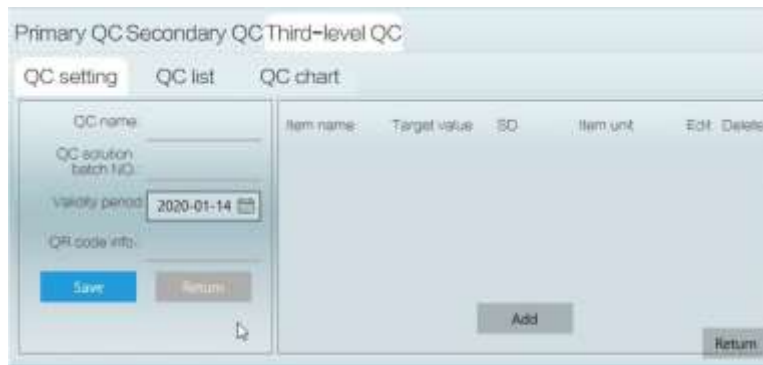 Primary QC Secondary QC Third-level QC
QC setting QC list QC chart
QC name:
QC solution
batch NO.:
Validity period: 2020-01-14
QR code info.:
Save Return
Item name Target value SD Item unit Edit Delete
Add
Return